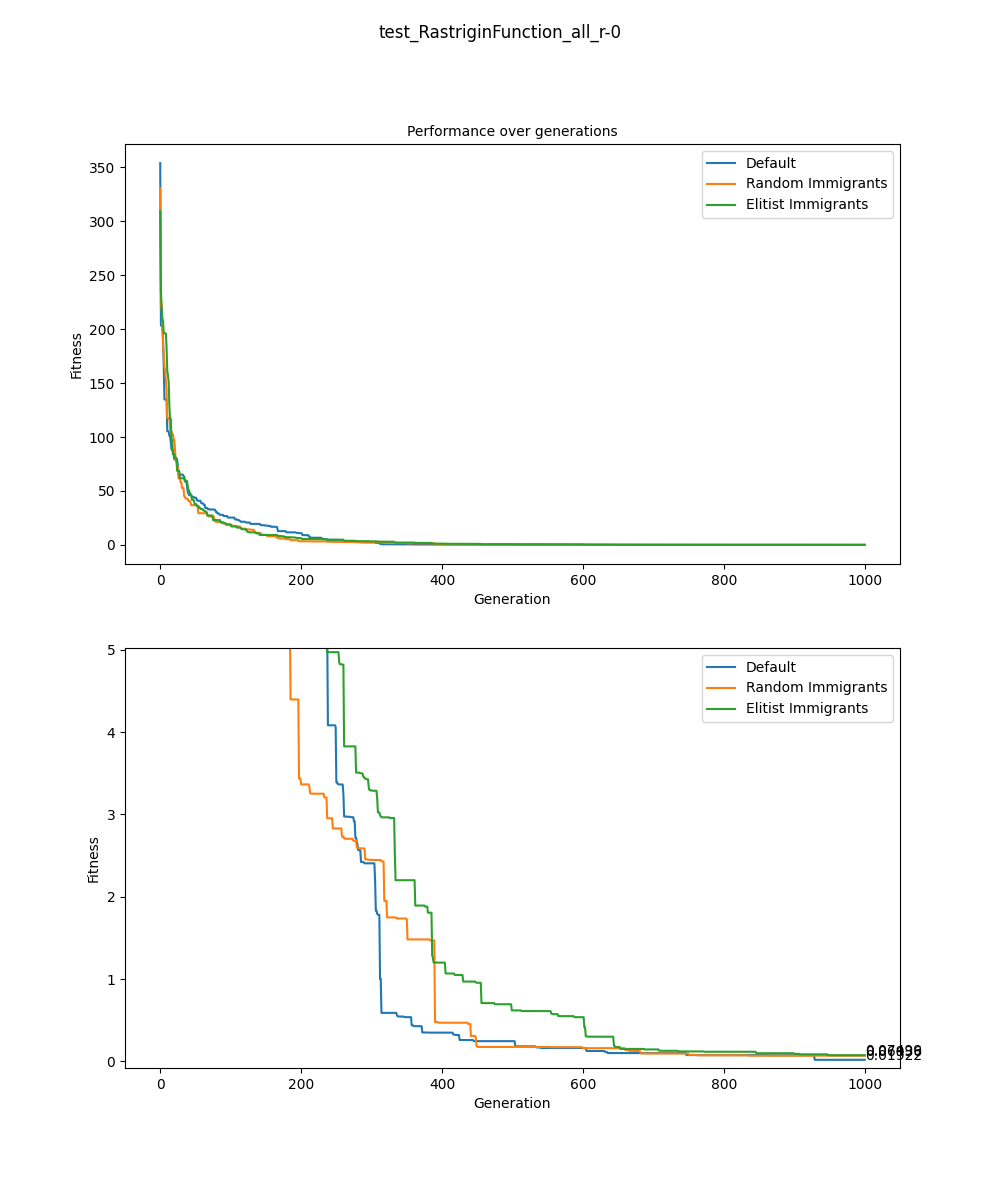 test_RastriginFunction_all_r-0
Performance over generations
Default
Random Immigrants
Elitist Immigrants
350
300
250
200
150
100
50
0
Fitness
0 200 400 600 800 1000
Generation
Default
Random Immigrants
Elitist Immigrants
5
4
3
2
1
0
Fitness
0.01922
0 200 400 600 800 1000
Generation